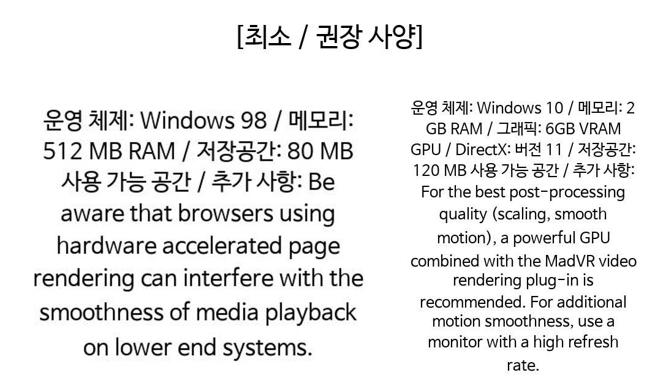 [최소 / 권장 사양]
운영 체제: Windows 98 / 메모리:
512 MB RAM / 저장공간: 80 MB
사용 가능 공간 / 추가 사항: Be
aware that browsers using
hardware accelerated page
rendering can interfere with the
smoothness of media playback
on lower end systems.
운영 체제: Windows 10 / 메모리: 2
GB RAM / 그래픽: 6GB VRAM
GPU / DirectX: 버전 11 / 저장공간:
120 MB 사용 가능 공간 / 추가 사항:
For the best post-processing
quality (scaling, smooth
motion), a powerful GPU
combined with the MadVR video
rendering plug-in is
recommended. For additional
motion smoothness, use a
monitor with a high refresh
rate.